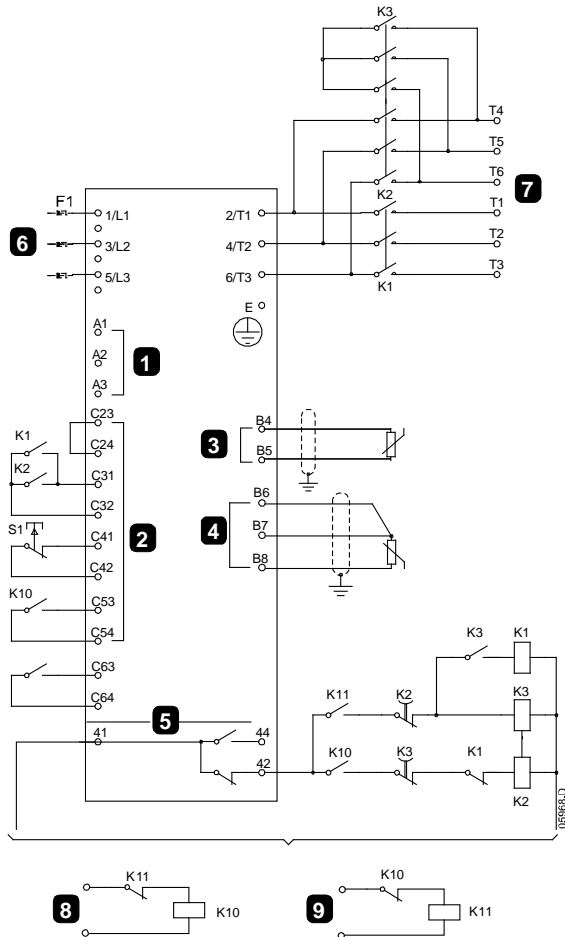 K3
T4
T5
T6
7
F1
K2
1/L1
2/T1
T1
6
3/L2
4/T2
T2
5/L3
6/T3
T3
K1
E
A1
1
A2
A3
C23
B4
K1
3
C24
B5
K2
C31
B6
C32
S1
2
4
B7
C41
B8
C42
K10
C53
C54
K3
K1
C63
K11
K2
K3
C64
5
41
44
K10
K3
K1
42
K2
05968-D
K11
K10
8
K10
9
K11